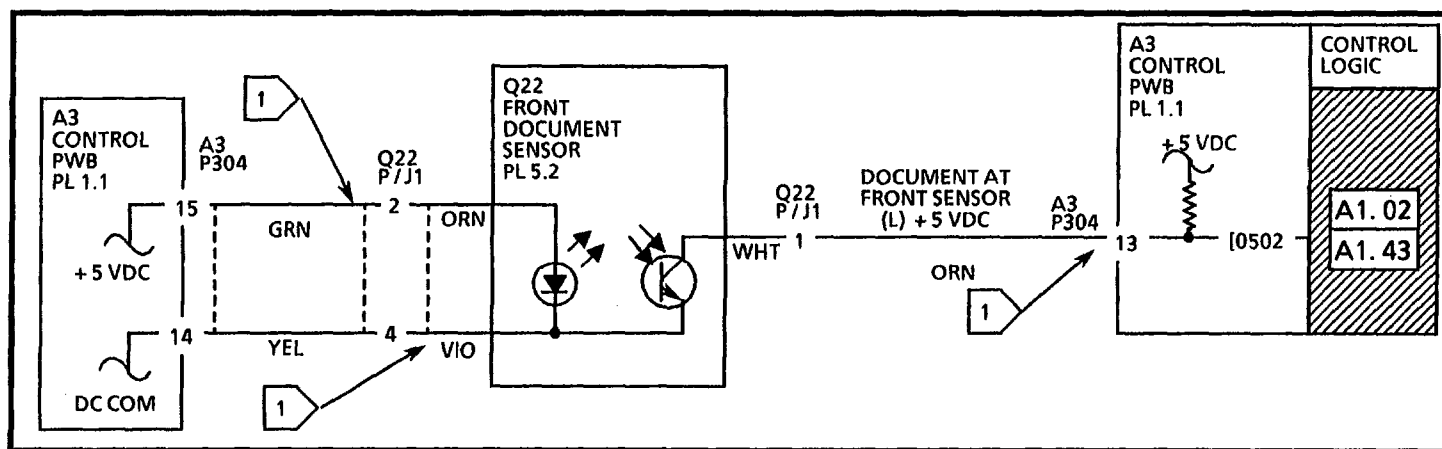 A3
CONTROL
PWB
PL 1.1
A3
P304
15
+ 5 VDC
14
DC COM
GRN
YEL
1
1
Q22
P / J1
2
4
ORN
VIO
Q22
FRONT
DOCUMENT
SENSOR
PL 5.2
WHT
Q22
P / J1
1
DOCUMENT AT
FRONT SENSOR
(L) + 5 VDC
ORN
1
A3
P304
13
A3
CONTROL
PWB
PL 1.1
+ 5 VDC
[0502
CONTROL
LOGIC
A1. 02
A1. 43